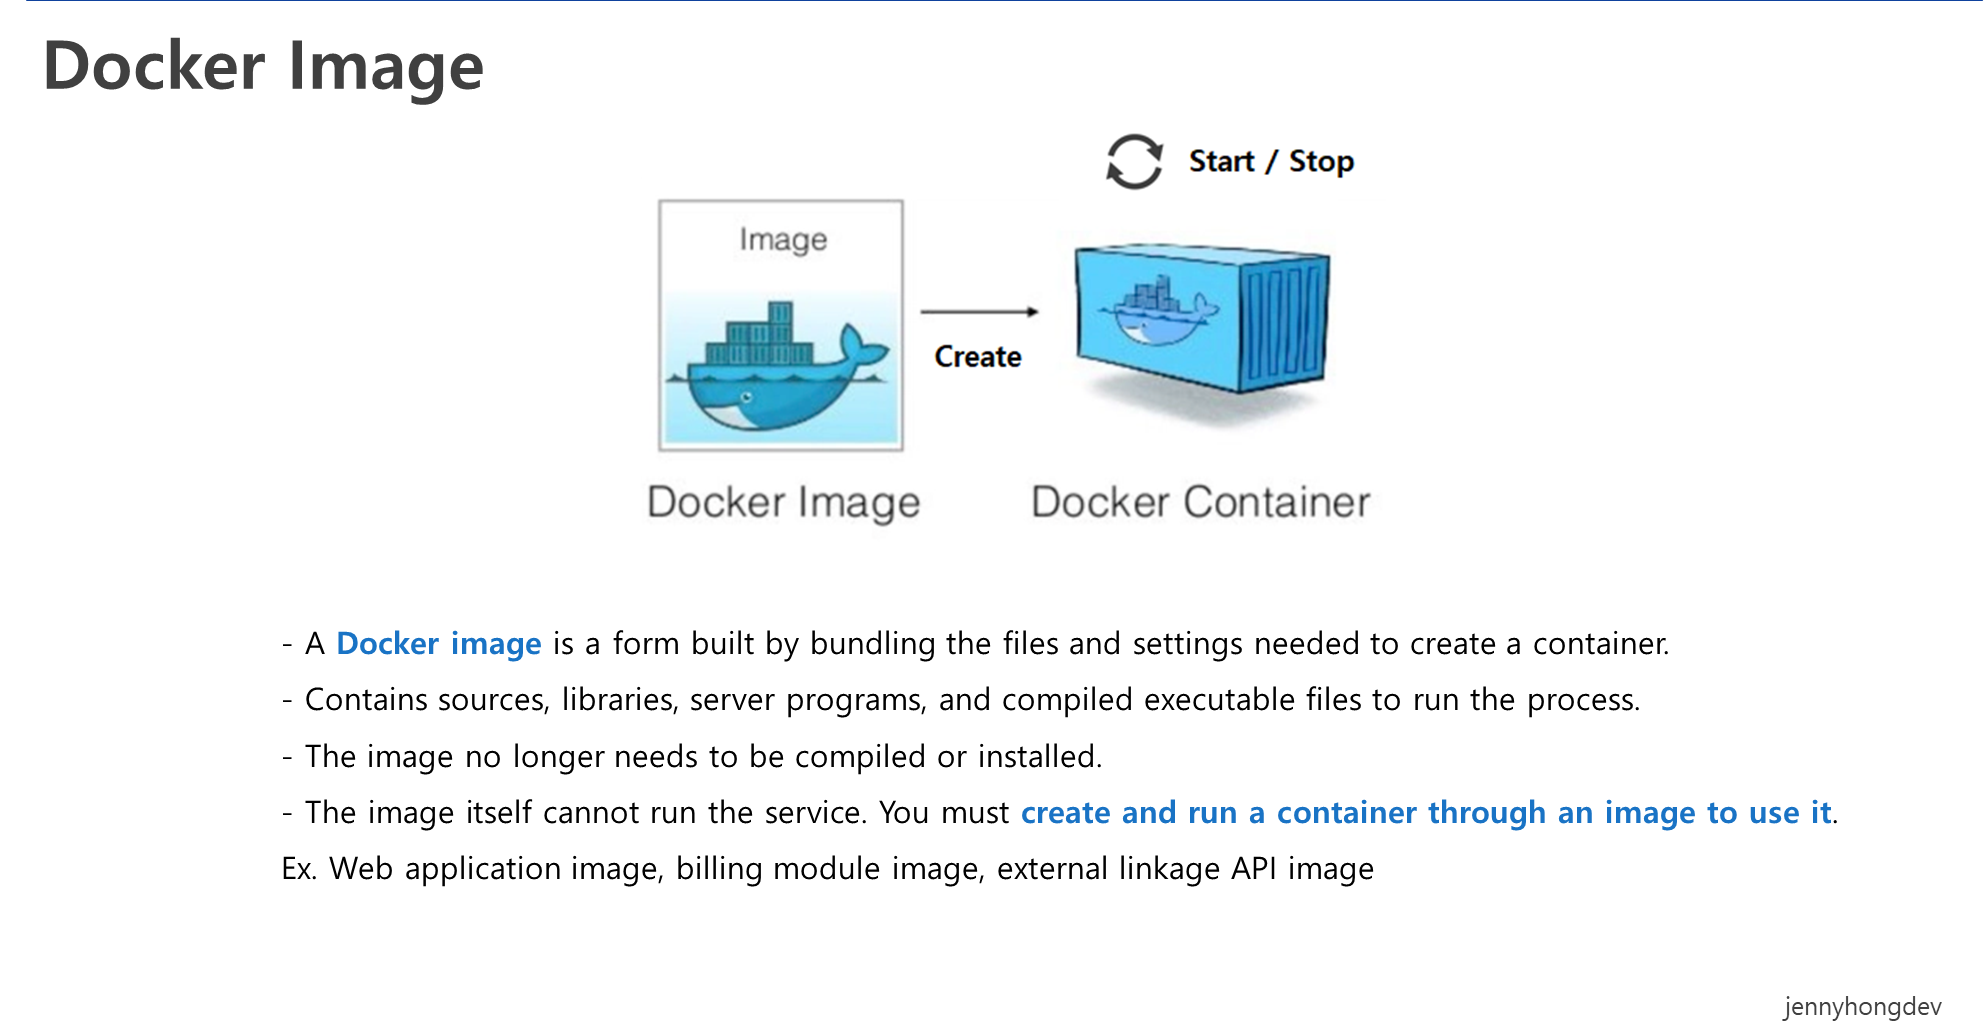 Docker Image
Start / Stop
Image
Create
Docker Image
Docker Container
- A Docker image is a form built by bundling the files and settings needed to create a container.
- Contains sources, libraries, server programs, and compiled executable files to run the process.
- The image no longer needs to be compiled or installed.
- The image itself cannot run the service. You must create and run a container through an image to use it.
Ex. Web application image, billing module image, external linkage API image
jennyhongdev